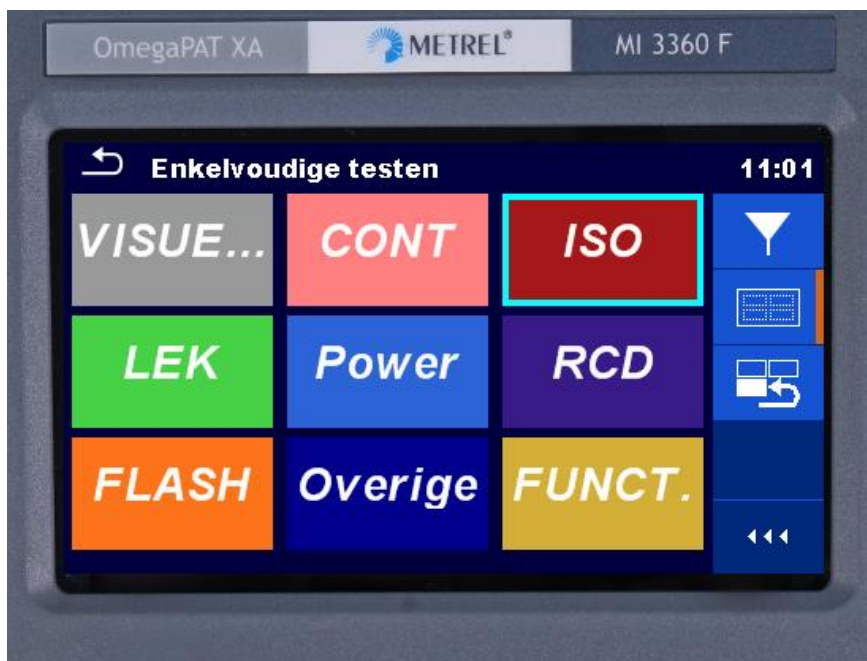 OmegaPAT XA METREL® MI 3360 F
Enkelvoudige testen 11:01
VISUE... CONT ISO
LEK Power RCD
FLASH Overige FUNCT.